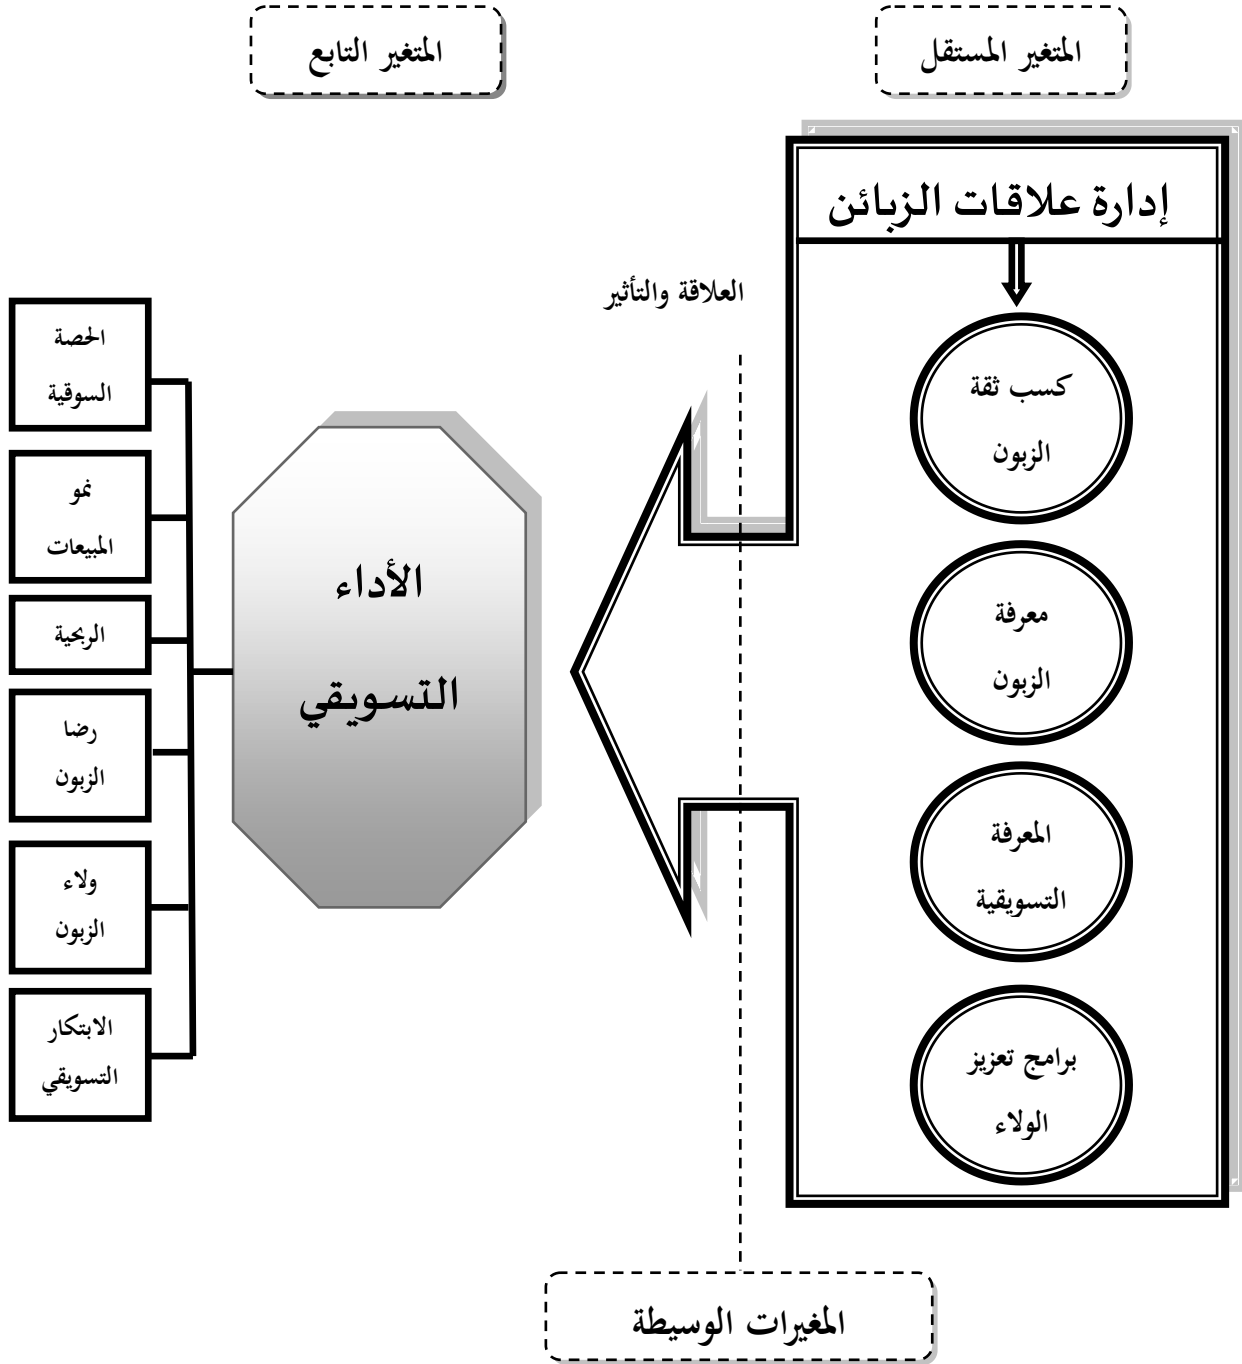 المتغير المستقل
المتغير التابع
إدارة علاقات الزبائن
العلاقة والتأثير
كسب ثقة
الزبون
معرفة
الزبون
المعرفة
التسويقية
برامج تعزيز
الولاء
الأداء
التسويقي
الحصة
السوقية
نمو
المبيعات
الربحية
رضا
الزبون
ولاء
الزبون
الابتكار
التسويقي
المغيرات الوسيطة